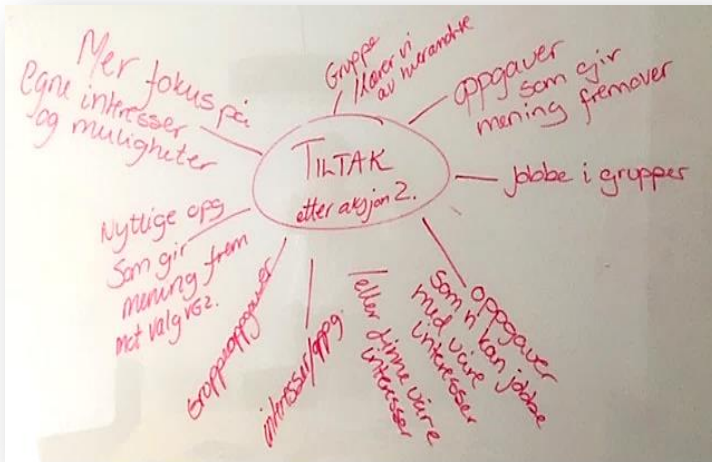 TILTAK
etter aksjon 2.
Gruppe
/lærer vi
av hverandre
oppgaver
som gir
mening fremover
Jobbe i grupper
oppgaver
som vi kan jobbe
med våre
interesser
/eller finne våre
interesser
intresser/oppg.
Gruppeoppgaver
Nyttige opg
som gir
mening frem
mot valg VG2.
Mer fokus på
egne interesser
og muligheter